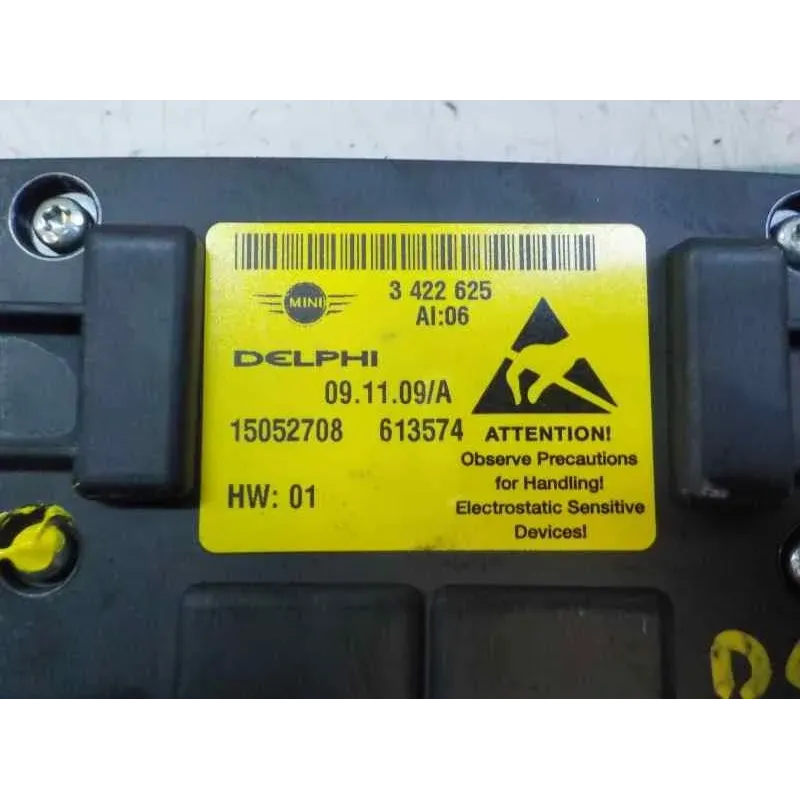 3 422 625
MINI
AI:06
DELPHI
09.11.09/A
15052708 613574
ATTENTION!
Observe Precautions
for Handling!
Electrostatic Sensitive
Devices!
HW: 01